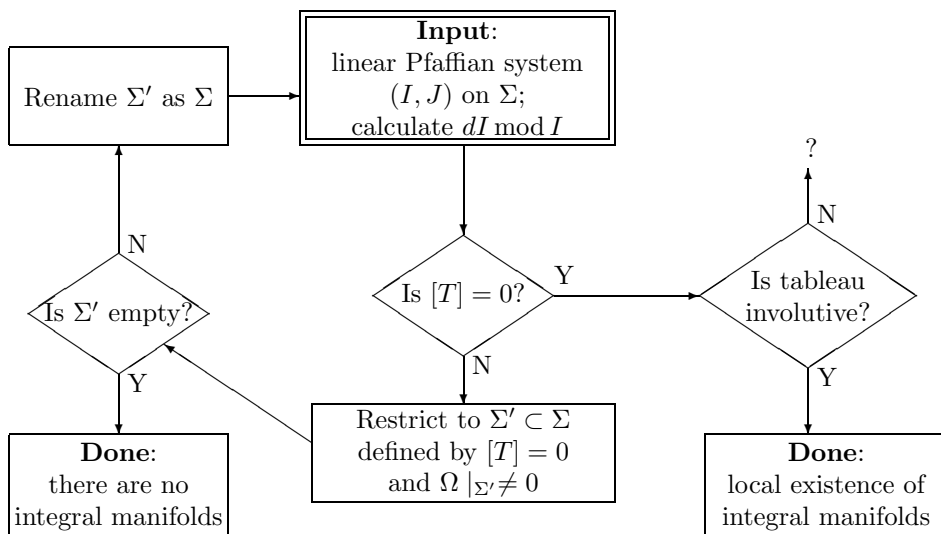 Rename Σ′ as Σ
Input:
linear Pfaffian system
(I, J) on Σ;
calculate dI mod I
?
N
N
Is Σ′ empty?
Is [T] = 0?
Y
Is tableau
involutive?
Y
N
Y
Restrict to Σ′ ⊂ Σ
defined by [T] = 0
and Ω |Σ′ ≠ 0
Done:
there are no
integral manifolds
Done:
local existence of
integral manifolds